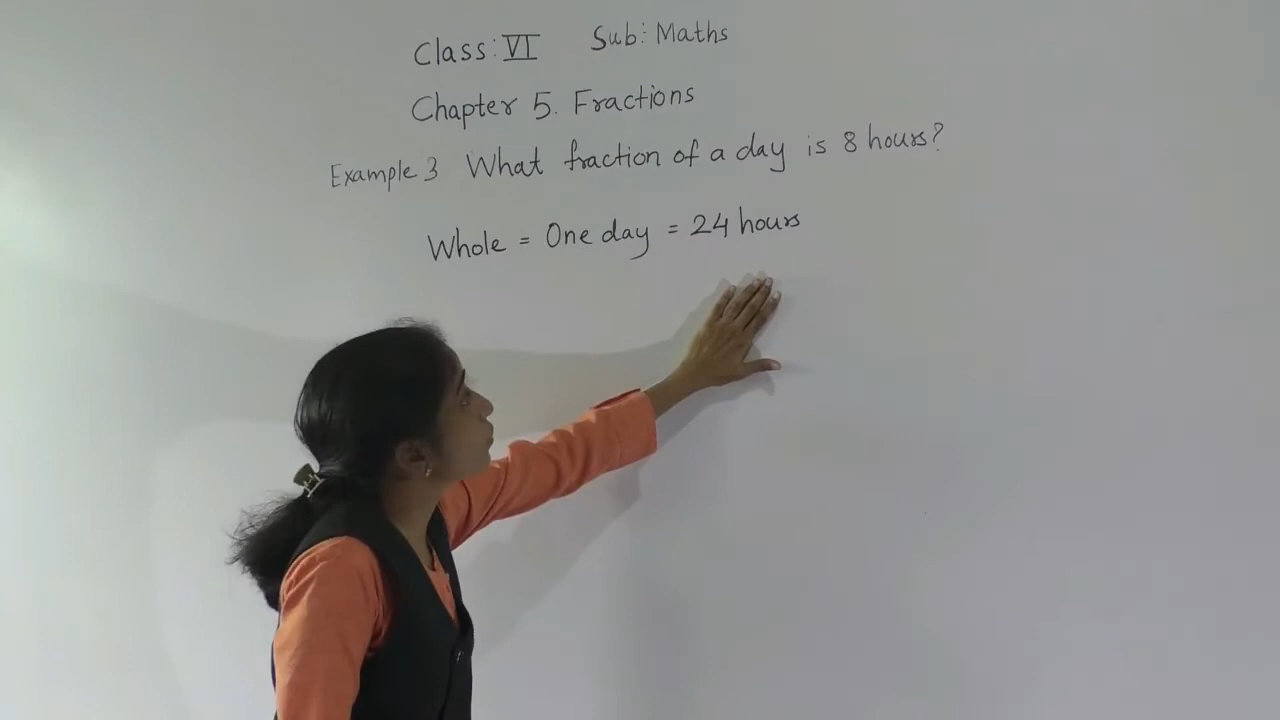 Class: VI Sub: Maths
Chapter 5. Fractions
Example 3 What fraction of a day is 8 hours?
Whole = One day = 24 hours